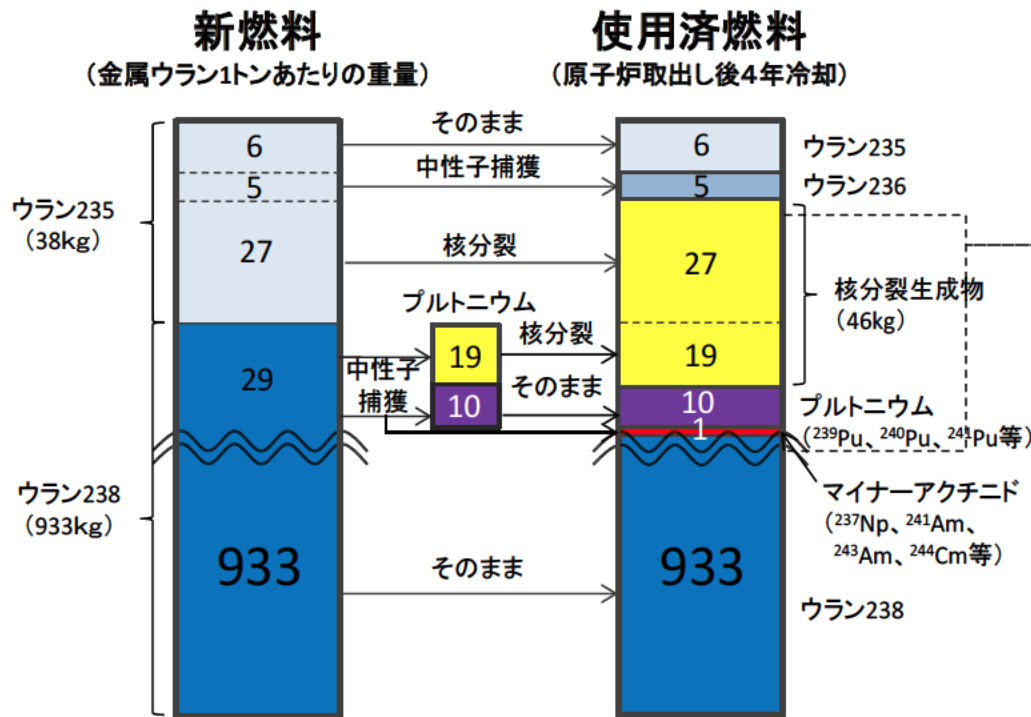 新燃料
(金属ウラン1トンあたりの重量)
使用済燃料
(原子炉取出し後4年冷却)
ウラン235
(38kg)
ウラン238
(933kg)
6
5
27
29
933
そのまま
中性子捕獲
核分裂
プルトニウム
19
10
中性子
捕獲
核分裂
そのまま
そのまま
6
5
27
19
10
1
933
ウラン235
ウラン236
核分裂生成物
(46kg)
プルトニウム
(²³⁹Pu、²⁴⁰Pu、²⁴¹Pu等)
マイナーアクチニド
(²³⁷Np、²⁴¹Am、
²⁴³Am、²⁴⁴Cm等)
ウラン238